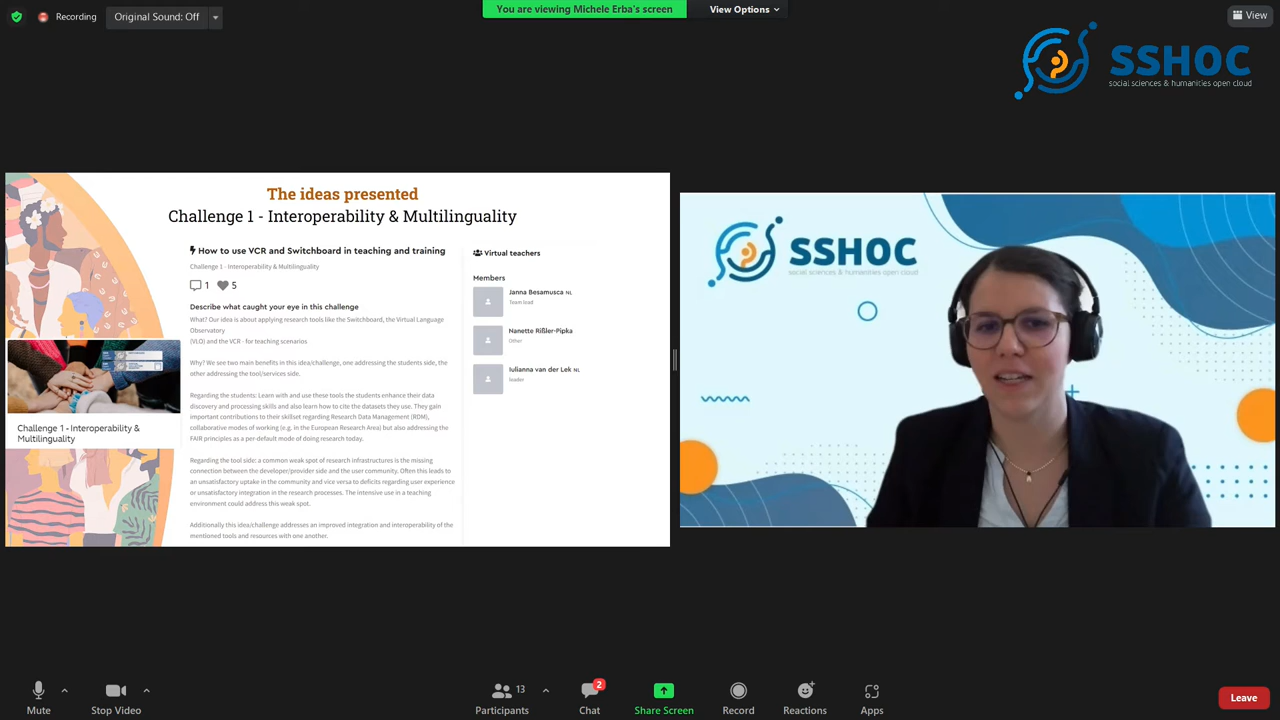 Recording
Original Sound: Off
You are viewing Michele Erba's screen
View Options
View
SSHOC
social sciences & humanities open cloud
The ideas presented
Challenge 1 - Interoperability & Multilinguality
How to use VCR and Switchboard in teaching and training
Challenge 1 - Interoperability & Multilinguality
1 5
Describe what caught your eye in this challenge
What? Our idea is about applying research tools like the Switchboard, the Virtual Language
Observatory
(VLO) and the VCR - for teaching scenarios
Why? We see two main benefits in this idea/challenge, one addressing the students side, the
other addressing the tool/services side.
Regarding the students: Learn with and use these tools the students enhance their data
discovery and processing skills and also learn how to cite the datasets they use. They gain
important contributions to their skillset regarding Research Data Management (RDM),
collaborative modes of working (e.g. in the European Research Area) but also addressing the
FAIR principles as a per-default mode of doing research today.
Regarding the tool side: a common weak spot of research infrastructures is the missing
connection between the developer/provider side and the user community. Often this leads to
an unsatisfactory uptake in the community and vice versa to deficits regarding user experience
or unsatisfactory integration in the research processes. The intensive use in a teaching
environment could address this weak spot.
Additionally this idea/challenge addresses an improved integration and interoperability of the
mentioned tools and resources with one another.
Virtual teachers
Members
Janna Besamusca NL
Team lead
Nanette Rißler-Pipka
Other
Iulianna van der Lek NL
leader
Challenge 1 - Interoperability &
Multilinguality
SSHOC
social sciences & humanities open cloud
Mute
Stop Video
13
Participants
2
Chat
Share Screen
Record
Reactions
Apps
Leave